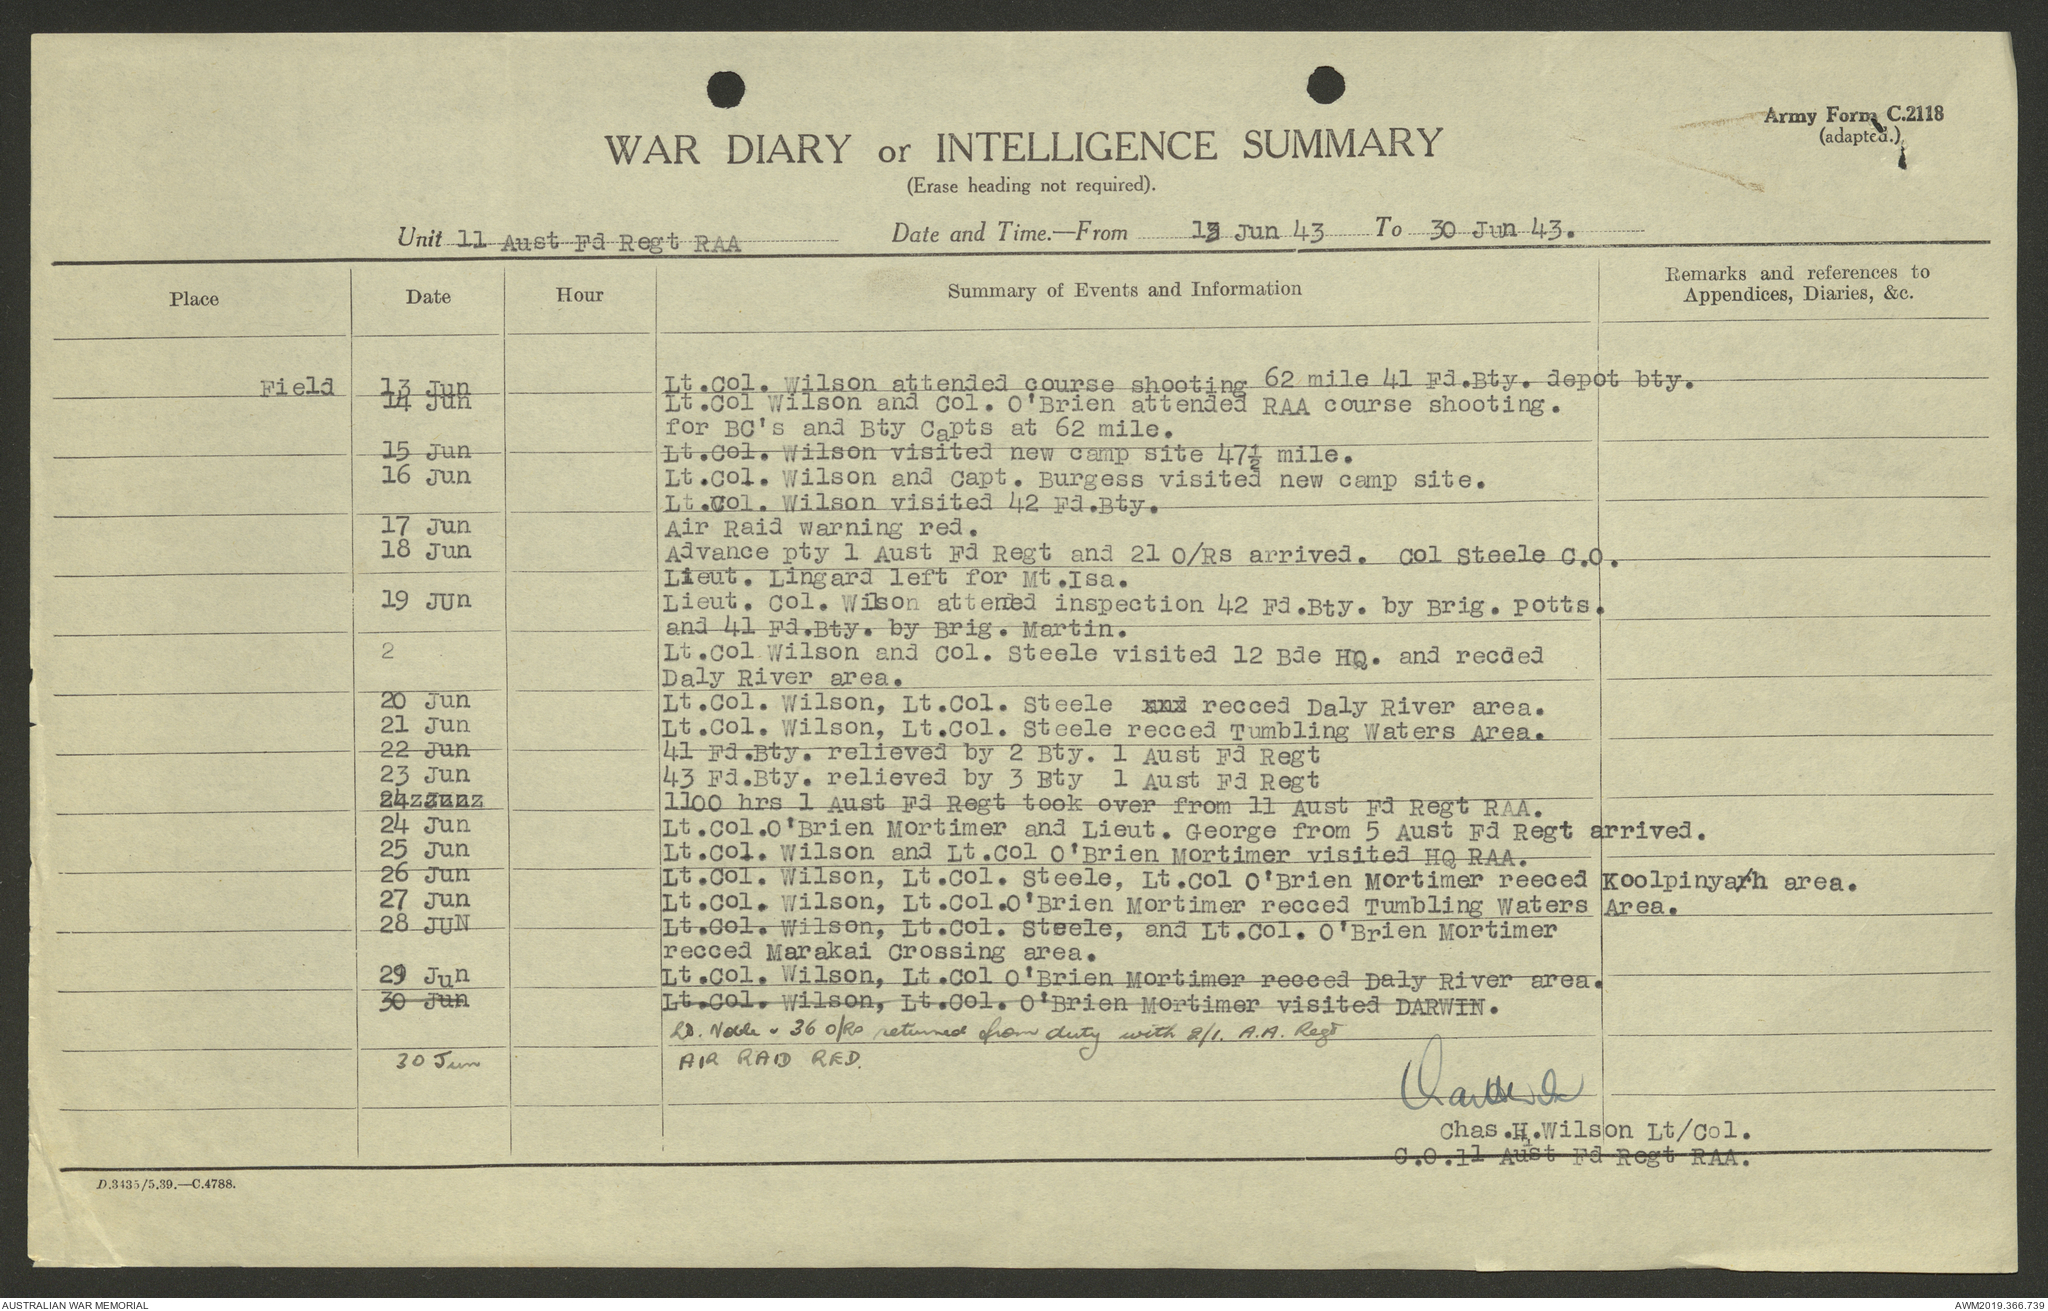 Army Form C.2118
(adapted.)
WAR DIARY or INTELLIGENCE SUMMARY
(Erase heading not required).
Unit 11 Aust Fd Regt RAA Date and Time.—From 13 Jun 43 To 30 Jun 43.
Place Date Hour Summary of Events and Information Remarks and references to
Appendices, Diaries, &c.
Field 13 Jun Lt.Col. Wilson attended course shooting 62 mile 41 Fd.Bty. depot bty.
14 Jun Lt.Col Wilson and Col. O'Brien attended RAA course shooting.
for BC's and Bty Capts at 62 mile.
15 Jun Lt.Col. Wilson visited new camp site 47½ mile.
16 Jun Lt.Col. Wilson and Capt. Burgess visited new camp site.
Lt.Col. Wilson visited 42 Fd.Bty.
17 Jun Air Raid warning red.
18 Jun Advance pty 1 Aust Fd Regt and 21 O/Rs arrived. Col Steele C.O.
Lieut. Lingard left for Mt.Isa.
19 JUn Lieut. Col. Wilson attended inspection 42 Fd.Bty. by Brig. Potts.
and 41 Fd.Bty. by Brig. Martin.
2 Lt.Col Wilson and Col. Steele visited 12 Bde HQ. and recded
Daly River area.
20 Jun Lt.Col. Wilson, Lt.Col. Steele xnx recced Daly River area.
21 Jun Lt.Col. Wilson, Lt.Col. Steele recced Tumbling Waters Area.
22 Jun 41 Fd.Bty. relieved by 2 Bty. 1 Aust Fd Regt
23 Jun 43 Fd.Bty. relieved by 3 Bty 1 Aust Fd Regt
1100 hrs 1 Aust Fd Regt took over from 11 Aust Fd Regt RAA.
24 Jun Lt.Col.O'Brien Mortimer and Lieut. George from 5 Aust Fd Regt arrived.
25 Jun Lt.Col. Wilson and Lt.Col O'Brien Mortimer visited HQ RAA.
26 Jun Lt.Col. Wilson, Lt.Col. Steele, Lt.Col O'Brien Mortimer reeced Koolpinyarh area.
27 Jun Lt.Col. Wilson, Lt.Col.O'Brien Mortimer recced Tumbling Waters Area.
28 JUN Lt.Col. Wilson, Lt.Col. Steele, and Lt.Col. O'Brien Mortimer
recced Marakai Crossing area.
29 Jun Lt.Col. Wilson, Lt.Col O'Brien Mortimer recced Daly River area.
30 Jun Lt.Col. Wilson, Lt.Col. O'Brien Mortimer visited DARWIN.
36 O/Rs returned from duty with 2/1. A.A. Regt
30 Jun AIR RAID RED.
Chas.H.Wilson Lt/Col.
C.O.11 Aust Fd Regt RAA.
D.3435/5.39.—C.4788.
AUSTRALIAN WAR MEMORIAL AWM2019.366.739